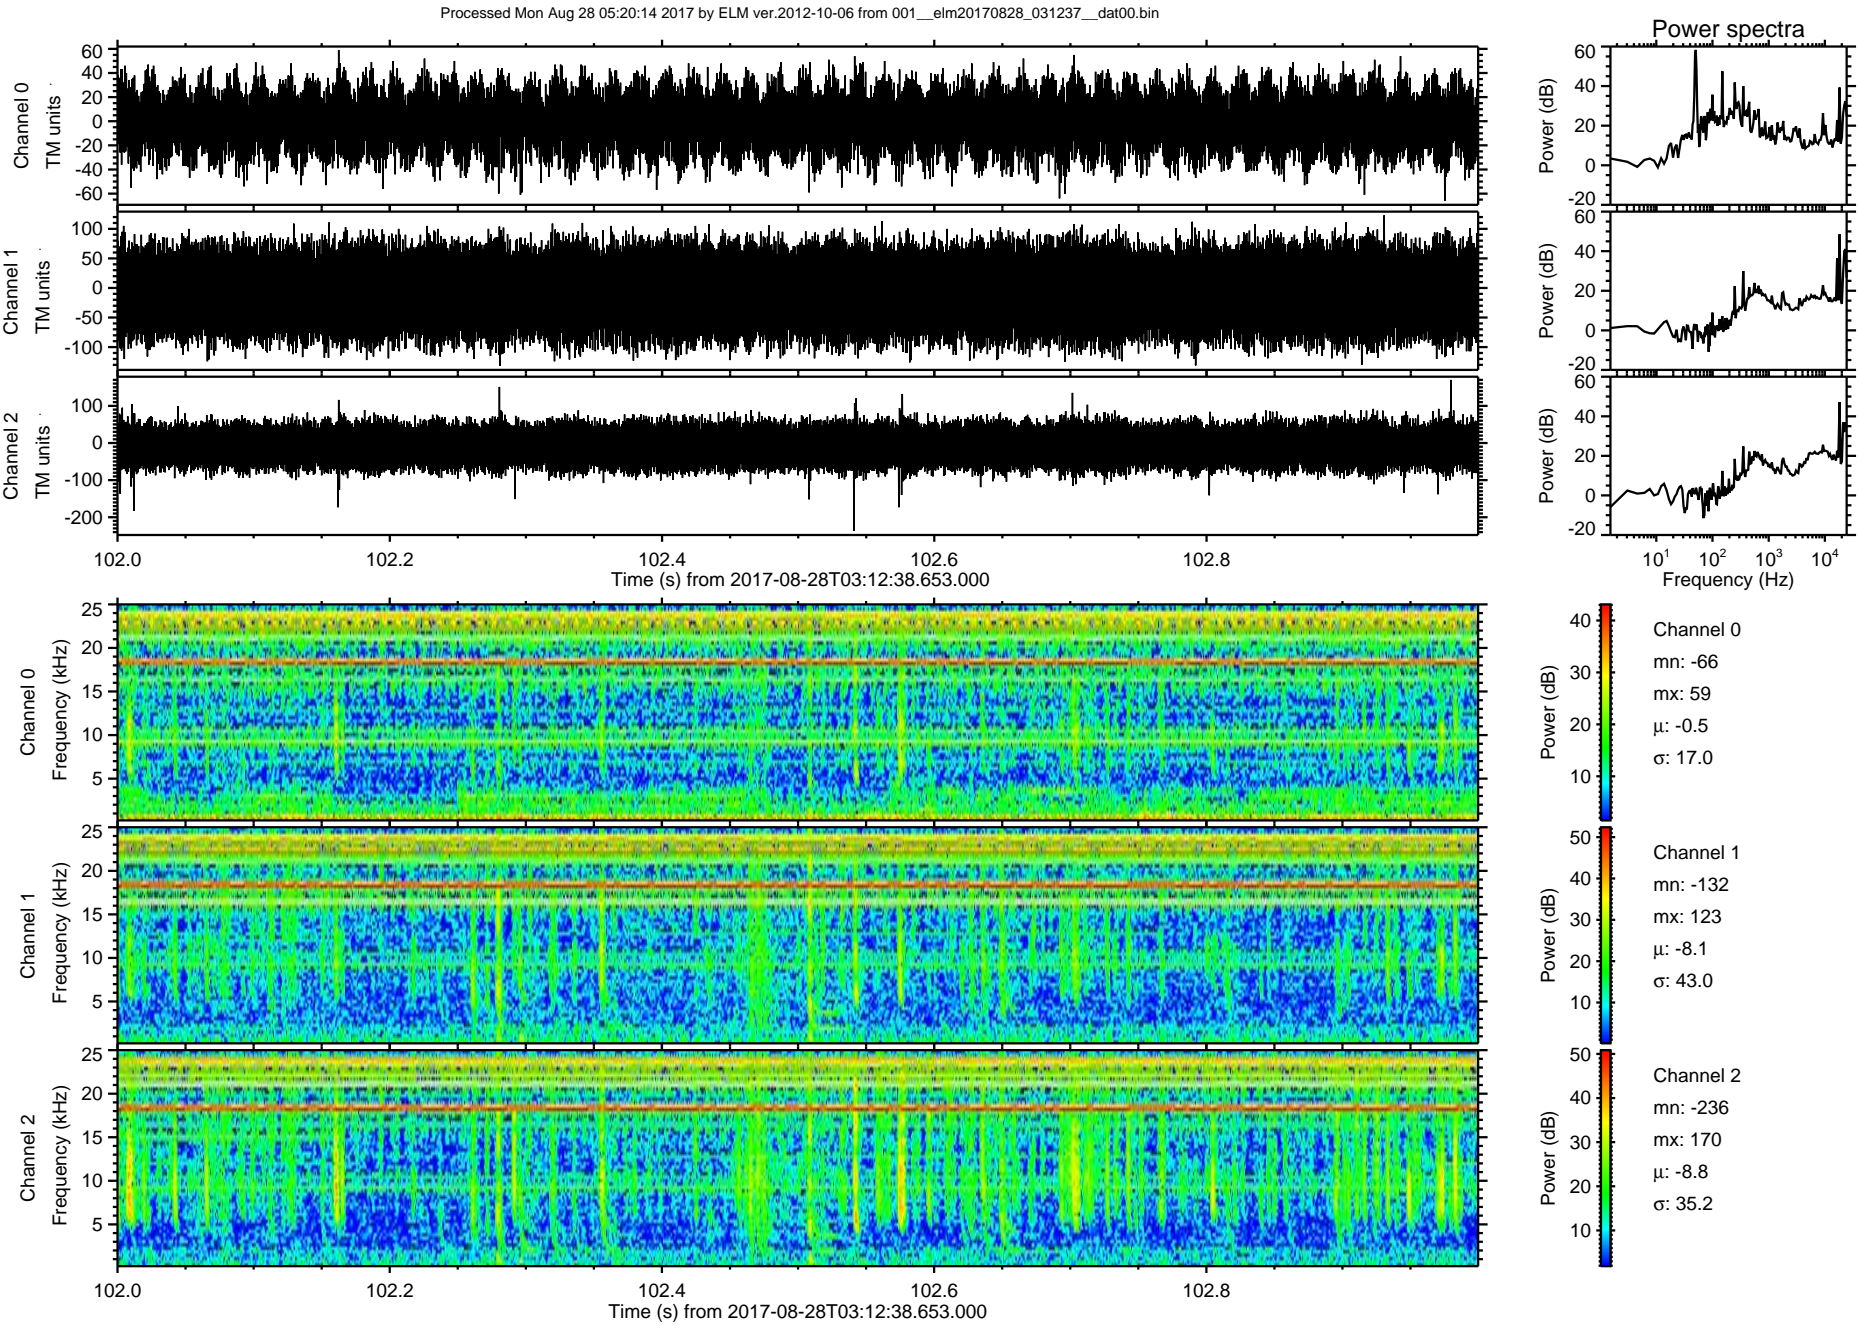 Processed Mon Aug 28 05:20:14 2017 by ELM ver.2012-10-06 from 001__elm20170828_031237__dat00.bin
Power spectra
Channel 0
TM units
60
40
20
0
-20
-40
-60
Power (dB)
60
40
20
0
-20
Channel 1
TM units
100
50
0
-50
-100
Power (dB)
60
40
20
0
-20
Channel 2
TM units
100
0
-100
-200
Power (dB)
60
40
20
0
-20
102.0 102.2 102.4 102.6 102.8
Time (s) from 2017-08-28T03:12:38.653.000
10¹ 10² 10³ 10⁴
Frequency (Hz)
Channel 0
Frequency (kHz)
25
20
15
10
5
Power (dB)
40
30
20
10
Channel 0
mn: -66
mx: 59
μ: -0.5
σ: 17.0
Channel 1
Frequency (kHz)
25
20
15
10
5
Power (dB)
50
40
30
20
10
Channel 1
mn: -132
mx: 123
μ: -8.1
σ: 43.0
Channel 2
Frequency (kHz)
25
20
15
10
5
Power (dB)
50
40
30
20
10
Channel 2
mn: -236
mx: 170
μ: -8.8
σ: 35.2
102.0 102.2 102.4 102.6 102.8
Time (s) from 2017-08-28T03:12:38.653.000